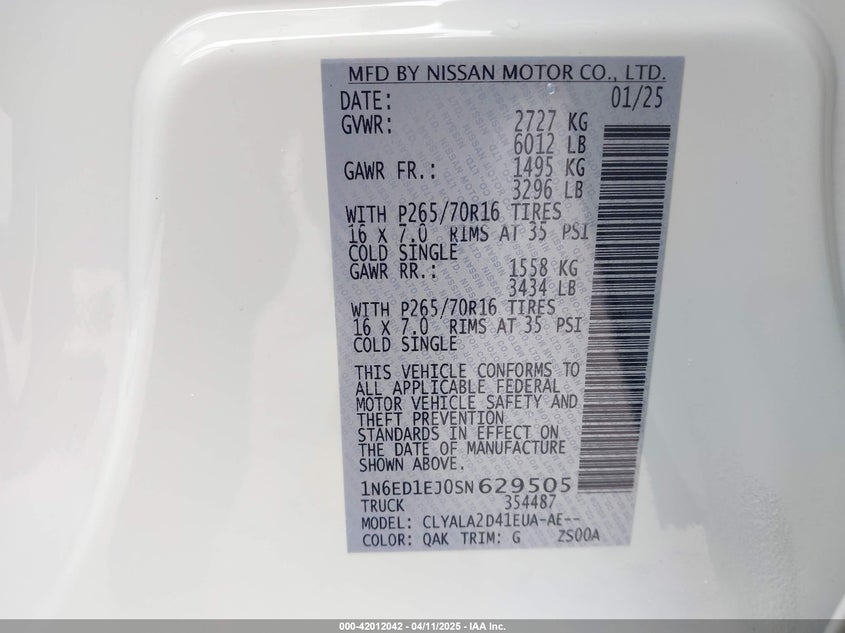 MFD BY NISSAN MOTOR CO., LTD.
DATE: 01/25
GVWR: 2727 KG
6012 LB
GAWR FR.: 1495 KG
3296 LB
WITH P265/70R16 TIRES
16 X 7.0 RIMS AT 35 PSI
COLD SINGLE
GAWR RR.: 1558 KG
3434 LB
WITH P265/70R16 TIRES
16 X 7.0 RIMS AT 35 PSI
COLD SINGLE
THIS VEHICLE CONFORMS TO
ALL APPLICABLE FEDERAL
MOTOR VEHICLE SAFETY AND
THEFT PREVENTION
STANDARDS IN EFFECT ON
THE DATE OF MANUFACTURE
SHOWN ABOVE.
1N6ED1EJ0SN629505
TRUCK 354487
MODEL: CLYALA2D41EUA-AE--
COLOR: QAK TRIM: G ZS00A
000-42012042 - 04/11/2025 - IAA Inc.